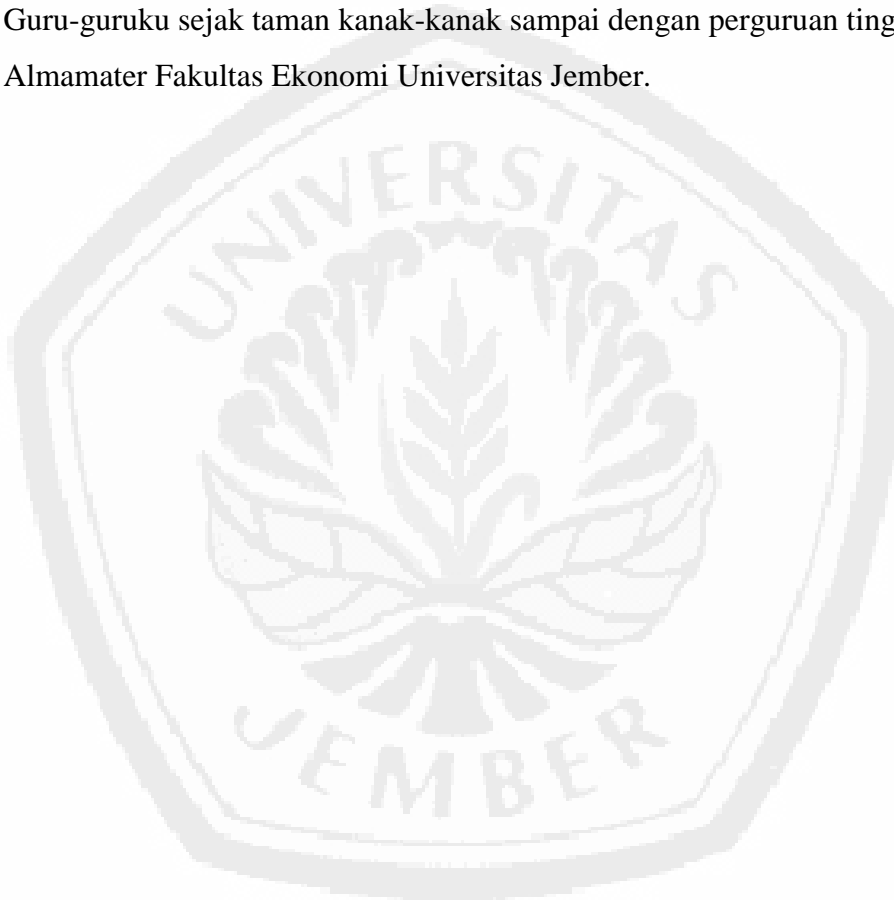 Guru-guruku sejak taman kanak-kanak sampai dengan perguruan ting
Almamater Fakultas Ekonomi Universitas Jember.
UNIVERSITAS
JEMBER